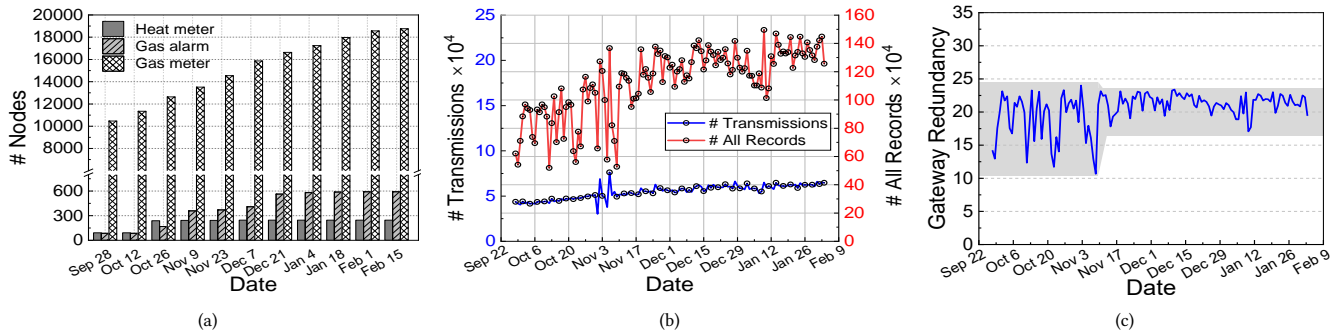 # Nodes
20000
18000
16000
14000
12000
10000
8000
600
300
0
Heat meter
Gas alarm
Gas meter
Sep 28
Oct 12
Oct 26
Nov 9
Nov 23
Dec 7
Dec 21
Jan 4
Jan 18
Feb 1
Feb 15
Date
(a)
# Transmissions ×10⁴
25
20
15
10
5
0
# Transmissions
# All Records
160
140
120
100
80
60
40
20
0
# All Records ×10⁴
Sep 22
Oct 6
Oct 20
Nov 3
Nov 17
Dec 1
Dec 15
Dec 29
Jan 12
Jan 26
Feb 9
Date
(b)
Gateway Redundancy
35
30
25
20
15
10
5
0
Sep 22
Oct 6
Oct 20
Nov 3
Nov 17
Dec 1
Dec 15
Dec 29
Jan 12
Jan 26
Feb 9
Date
(c)